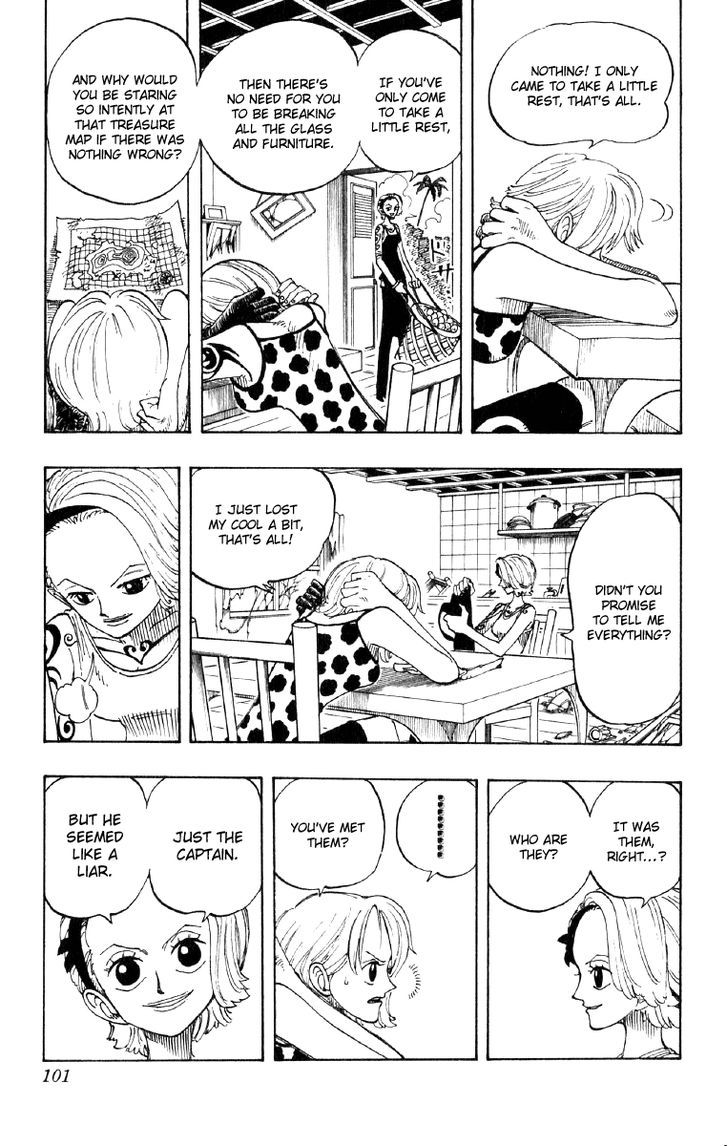 NOTHING! I ONLY
CAME TO TAKE A LITTLE
REST, THAT'S ALL.
IF YOU'VE
ONLY COME
TO TAKE A
LITTLE REST,
THEN THERE'S
NO NEED FOR YOU
TO BE BREAKING
ALL THE GLASS
AND FURNITURE.
AND WHY WOULD
YOU BE STARING
SO INTENTLY AT
THAT TREASURE
MAP IF THERE WAS
NOTHING WRONG?
DIDN'T YOU
PROMISE
TO TELL ME
EVERYTHING?
I JUST LOST
MY COOL A BIT,
THAT'S ALL!
IT WAS
THEM,
RIGHT...?
WHO ARE
THEY?
.........
YOU'VE MET
THEM?
JUST THE
CAPTAIN.
BUT HE
SEEMED
LIKE A
LIAR.
101